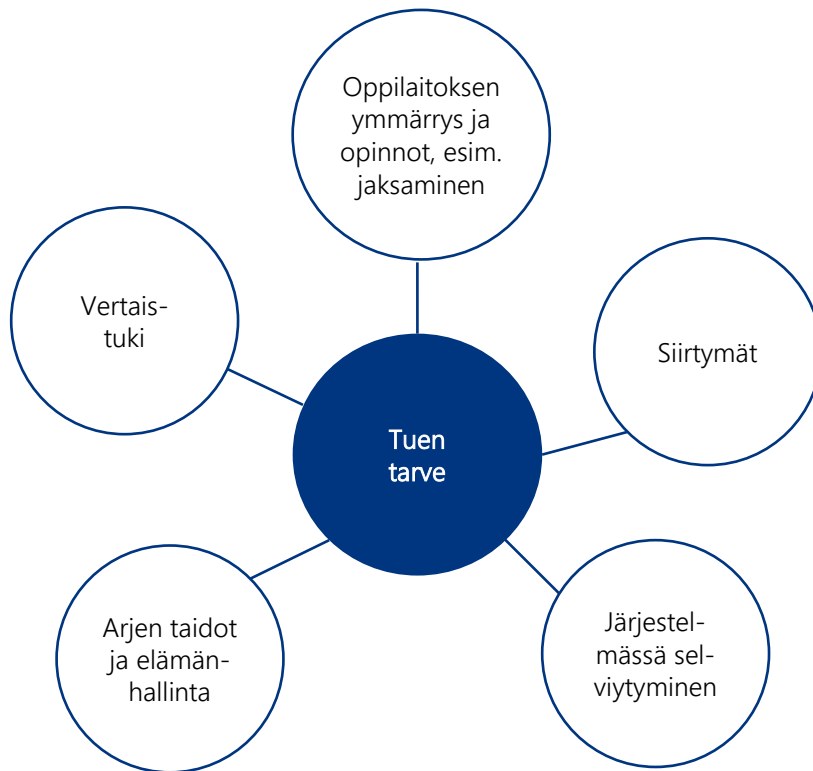 Oppilaitoksen
ymmärrys ja
opinnot, esim.
jaksaminen
Vertais-
tuki
Siirtymät
Tuen
tarve
Arjen taidot
ja elämän-
hallinta
Järjestel-
mässä sel-
viytyminen